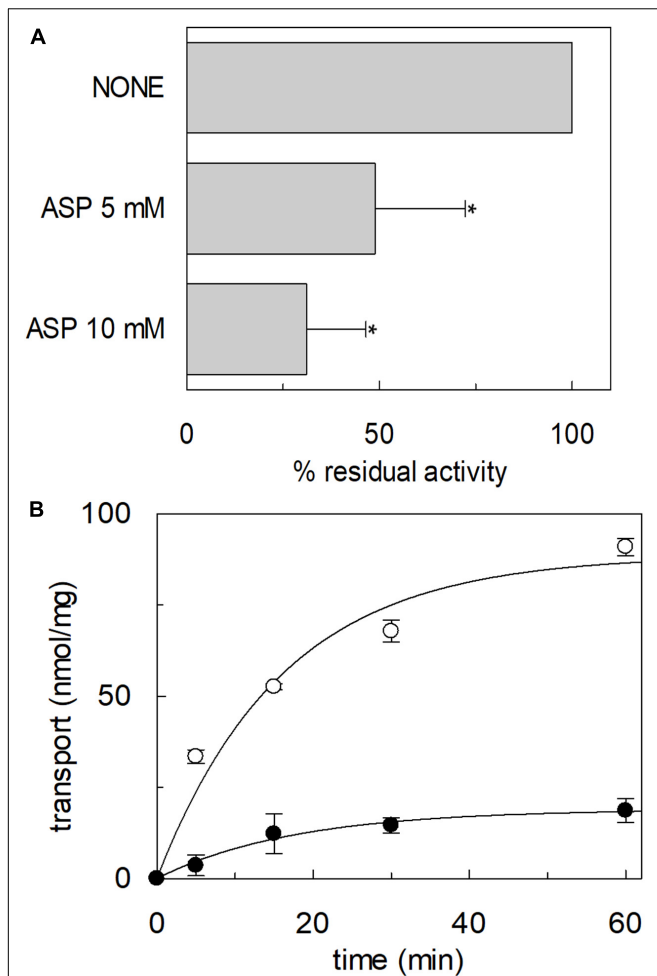 A
NONE
ASP 5 mM
*
ASP 10 mM
*
0 50 100
% residual activity
B
100
50
0
transport (nmol/mg)
0 20 40 60
time (min)